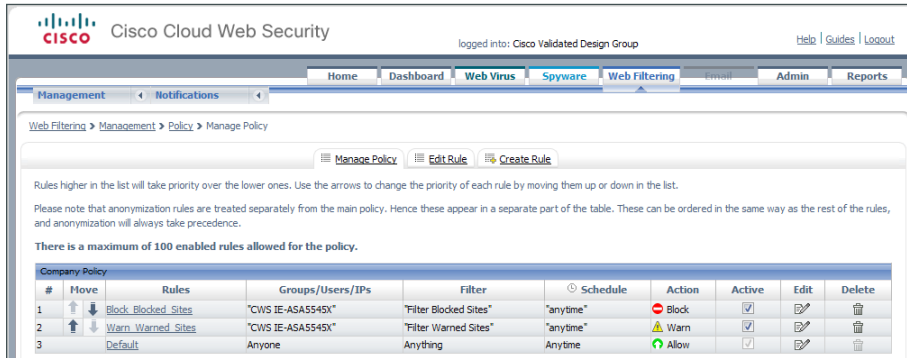 CISCO Cisco Cloud Web Security
logged into: Cisco Validated Design Group
Help | Guides | Logout
Home Dashboard Web Virus Spyware Web Filtering Email Admin Reports
Management Notifications
Web Filtering > Management > Policy > Manage Policy
Manage Policy Edit Rule Create Rule
Rules higher in the list will take priority over the lower ones. Use the arrows to change the priority of each rule by moving them up or down in the list.
Please note that anonymization rules are treated separately from the main policy. Hence these appear in a separate part of the table. These can be ordered in the same way as the rest of the rules,
and anonymization will always take precedence.
There is a maximum of 100 enabled rules allowed for the policy.
Company Policy
# Move Rules Groups/Users/IPs Filter Schedule Action Active Edit Delete
1 Block Blocked Sites "CWS IE-ASA5545X" "Filter Blocked Sites" "anytime" Block
2 Warn Warned Sites "CWS IE-ASA5545X" "Filter Warned Sites" "anytime" Warn
3 Default Anyone Anything Anytime Allow